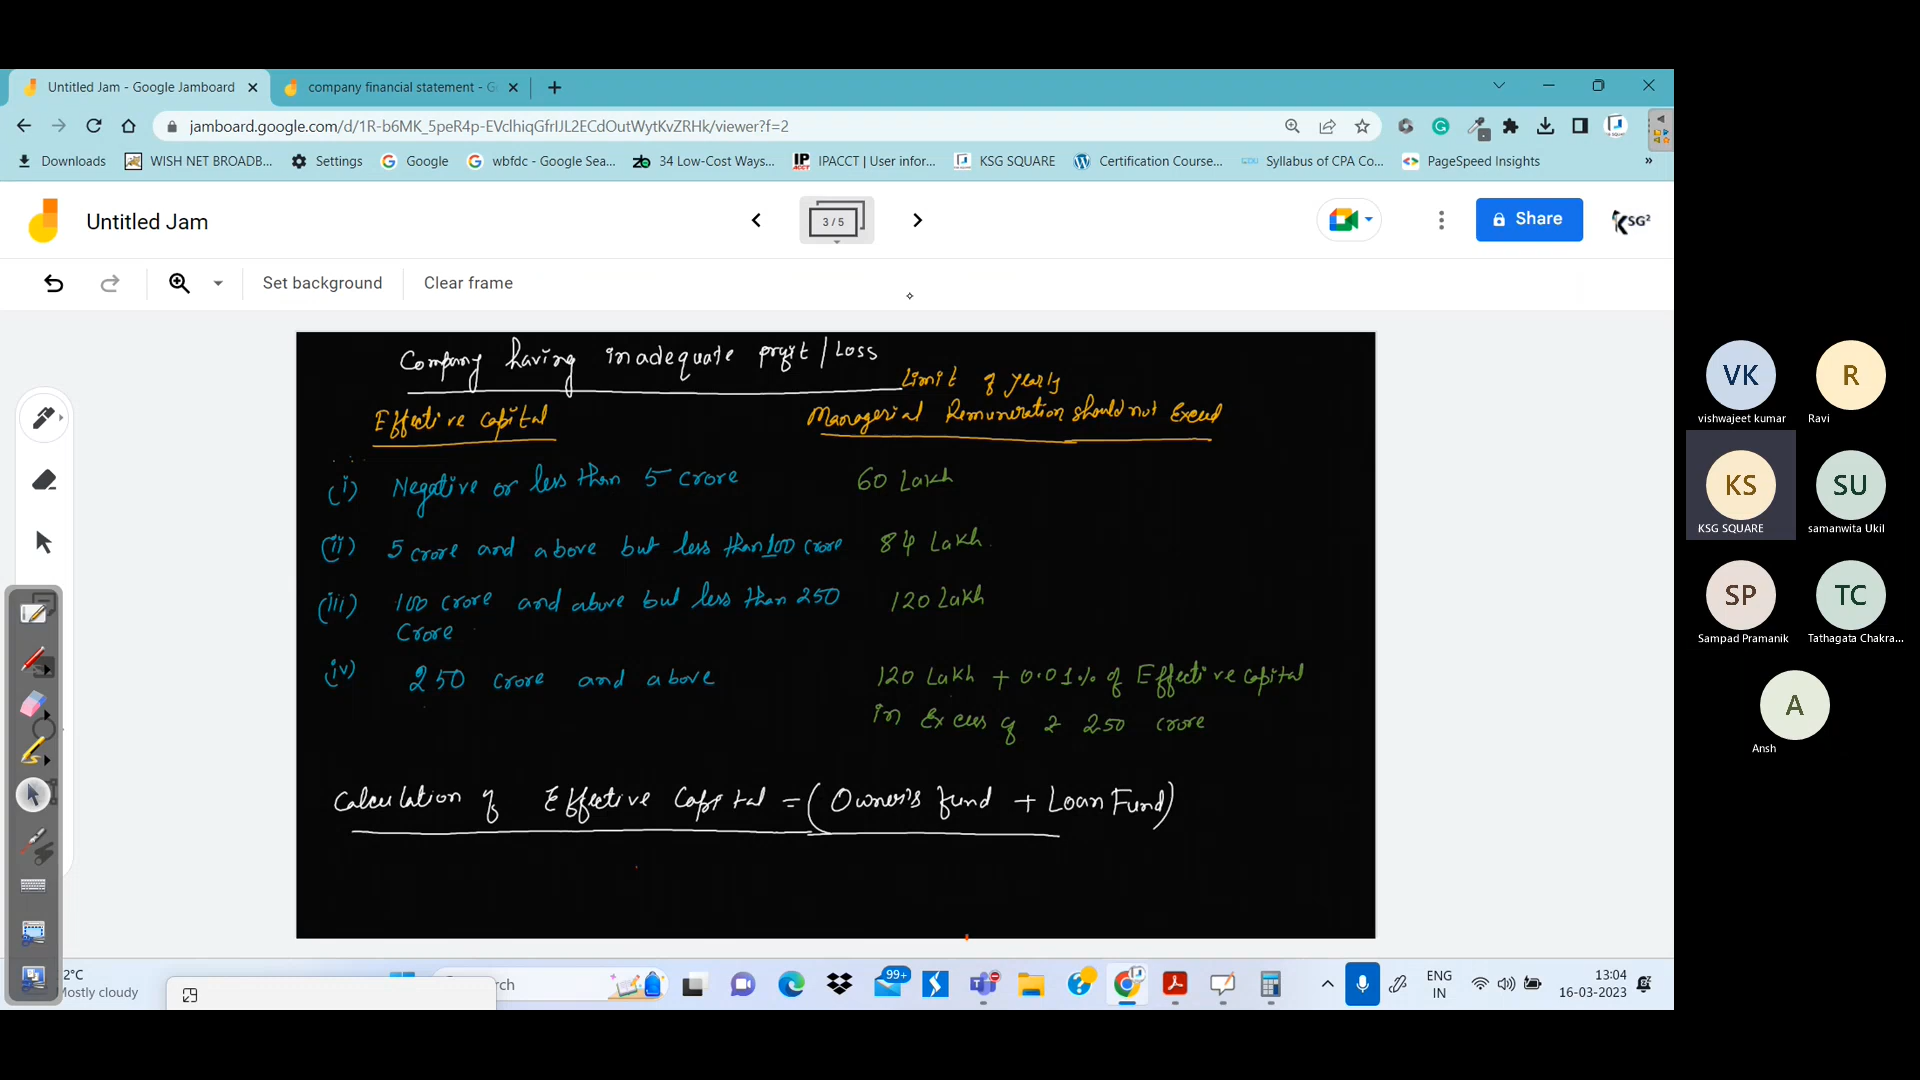 Untitled Jam - Google Jamboard
company financial statement - G
jamboard.google.com/d/1R-b6MK_5peR4p-EVclhiqGfrIJL2ECdOutWytKvZRHk/viewer?f=2
Downloads WISH NET BROADB... Settings Google wbfdc - Google Sea... 34 Low-Cost Ways... IPACCT | User infor... KSG SQUARE Certification Course... Syllabus of CPA Co... PageSpeed Insights »
Untitled Jam
3 / 5
Share
KSG²
Set background
Clear frame
Company having inadequate profit / Loss
Limit of yearly
Effective Capital Managerial Remuneration should not Exceed
(i) Negative or less than 5 crore 60 Lakh
(ii) 5 crore and above but less than 100 crore 84 Lakh
(iii) 100 crore and above but less than 250 120 Lakh
Crore
(iv) 250 crore and above 120 Lakh + 0.01% of Effective capital
in Excess of 250 crore
Calculation of Effective Capital = (Owner's fund + Loan Fund)
VK
vishwajeet kumar
R
Ravi
KS
KSG SQUARE
SU
samanwita Ukil
SP
Sampad Pramanik
TC
Tathagata Chakra...
A
Ansh
2°C
Mostly cloudy
rch
99+
ENG
IN
13:04
16-03-2023